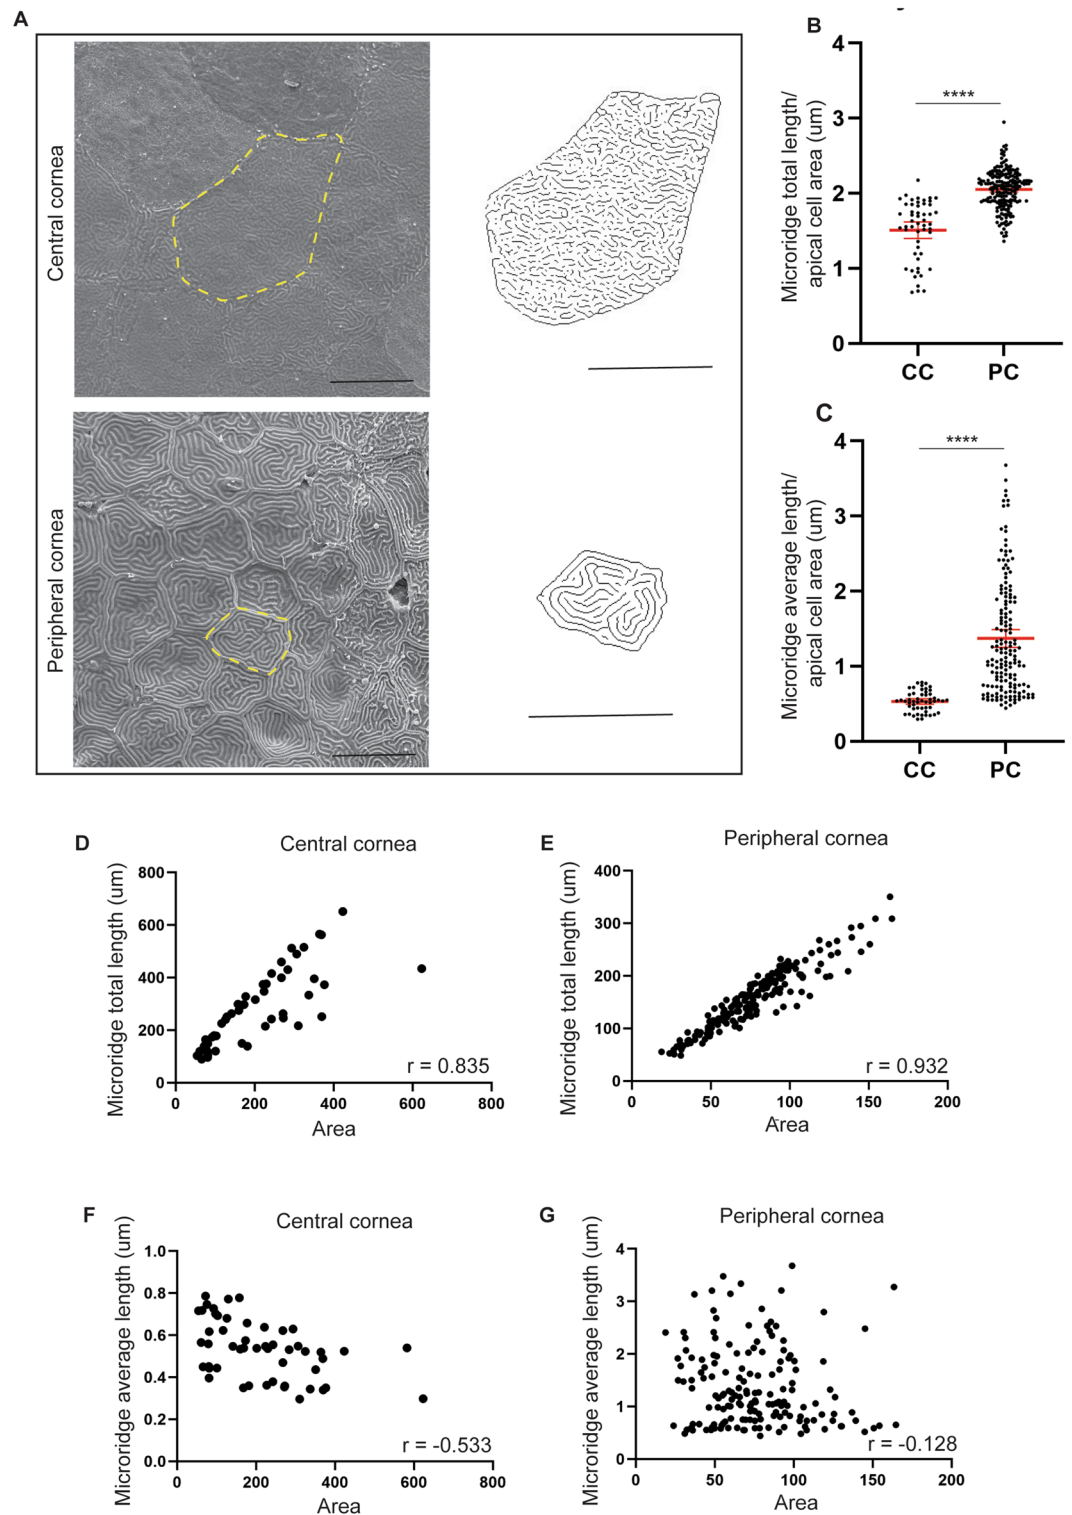 A
Central cornea
Peripheral cornea
B
Microridge total length/
apical cell area (um)
4
3
2
1
0
****
CC
PC
C
Microridge average length/
apical cell area (um)
4
3
2
1
0
****
CC
PC
D
Central cornea
Microridge total length (um)
800
600
400
200
0
r = 0.835
0
200
400
600
800
Area
E
Peripheral cornea
Microridge total length (um)
400
300
200
100
0
r = 0.932
0
50
100
150
200
Area
F
Central cornea
Microridge average length (um)
1.0
0.8
0.6
0.4
0.2
0.0
r = -0.533
0
200
400
600
800
Area
G
Peripheral cornea
Microridge average length (um)
4
3
2
1
0
r = -0.128
0
50
100
150
200
Area